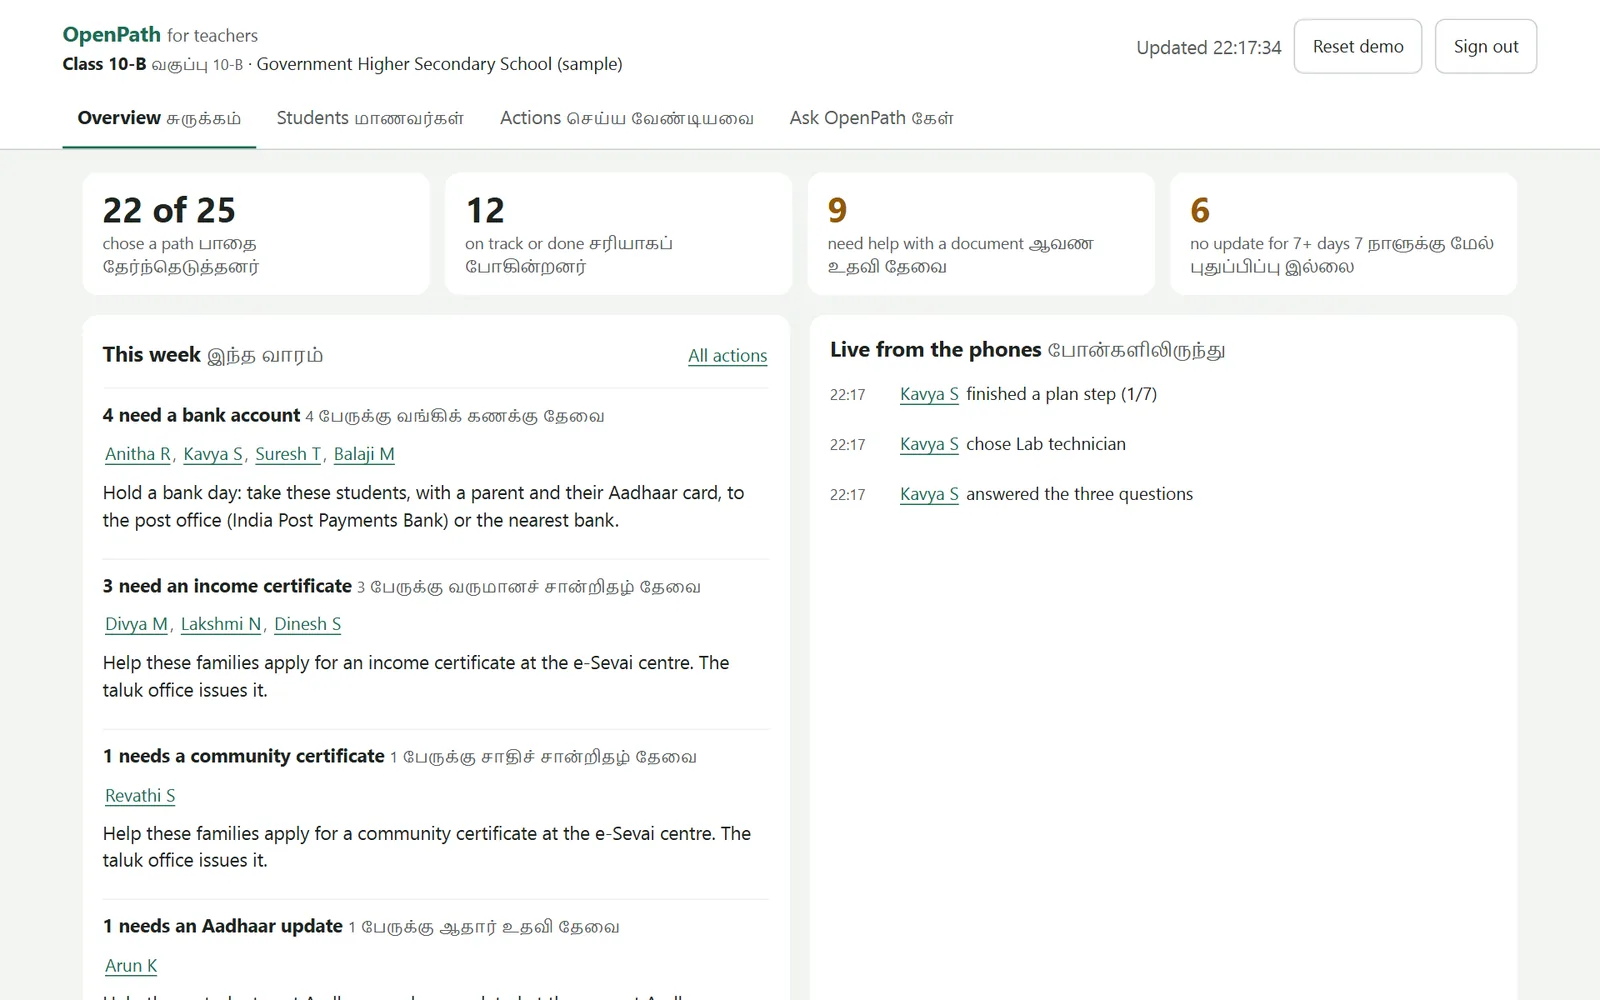 OpenPath for teachers
Class 10-B வகுப்பு 10-B · Government Higher Secondary School (sample)
Updated 22:17:34
Reset demo
Sign out
Overview சுருக்கம்
Students மாணவர்கள்
Actions செய்ய வேண்டியவை
Ask OpenPath கேள்
22 of 25
chose a path பாதை
தேர்ந்தெடுத்தனர்
12
on track or done சரியாகப்
போகின்றனர்
9
need help with a document ஆவண
உதவி தேவை
6
no update for 7+ days 7 நாளுக்கு மேல்
புதுப்பிப்பு இல்லை
This week இந்த வாரம்
All actions
4 need a bank account 4 பேருக்கு வங்கிக் கணக்கு தேவை
Anitha R, Kavya S, Suresh T, Balaji M
Hold a bank day: take these students, with a parent and their Aadhaar card, to
the post office (India Post Payments Bank) or the nearest bank.
3 need an income certificate 3 பேருக்கு வருமானச் சான்றிதழ் தேவை
Divya M, Lakshmi N, Dinesh S
Help these families apply for an income certificate at the e-Sevai centre. The
taluk office issues it.
1 needs a community certificate 1 பேருக்கு சாதிச் சான்றிதழ் தேவை
Revathi S
Help these families apply for a community certificate at the e-Sevai centre. The
taluk office issues it.
1 needs an Aadhaar update 1 பேருக்கு ஆதார் உதவி தேவை
Arun K
Live from the phones போன்களிலிருந்து
22:17 Kavya S finished a plan step (1/7)
22:17 Kavya S chose Lab technician
22:17 Kavya S answered the three questions